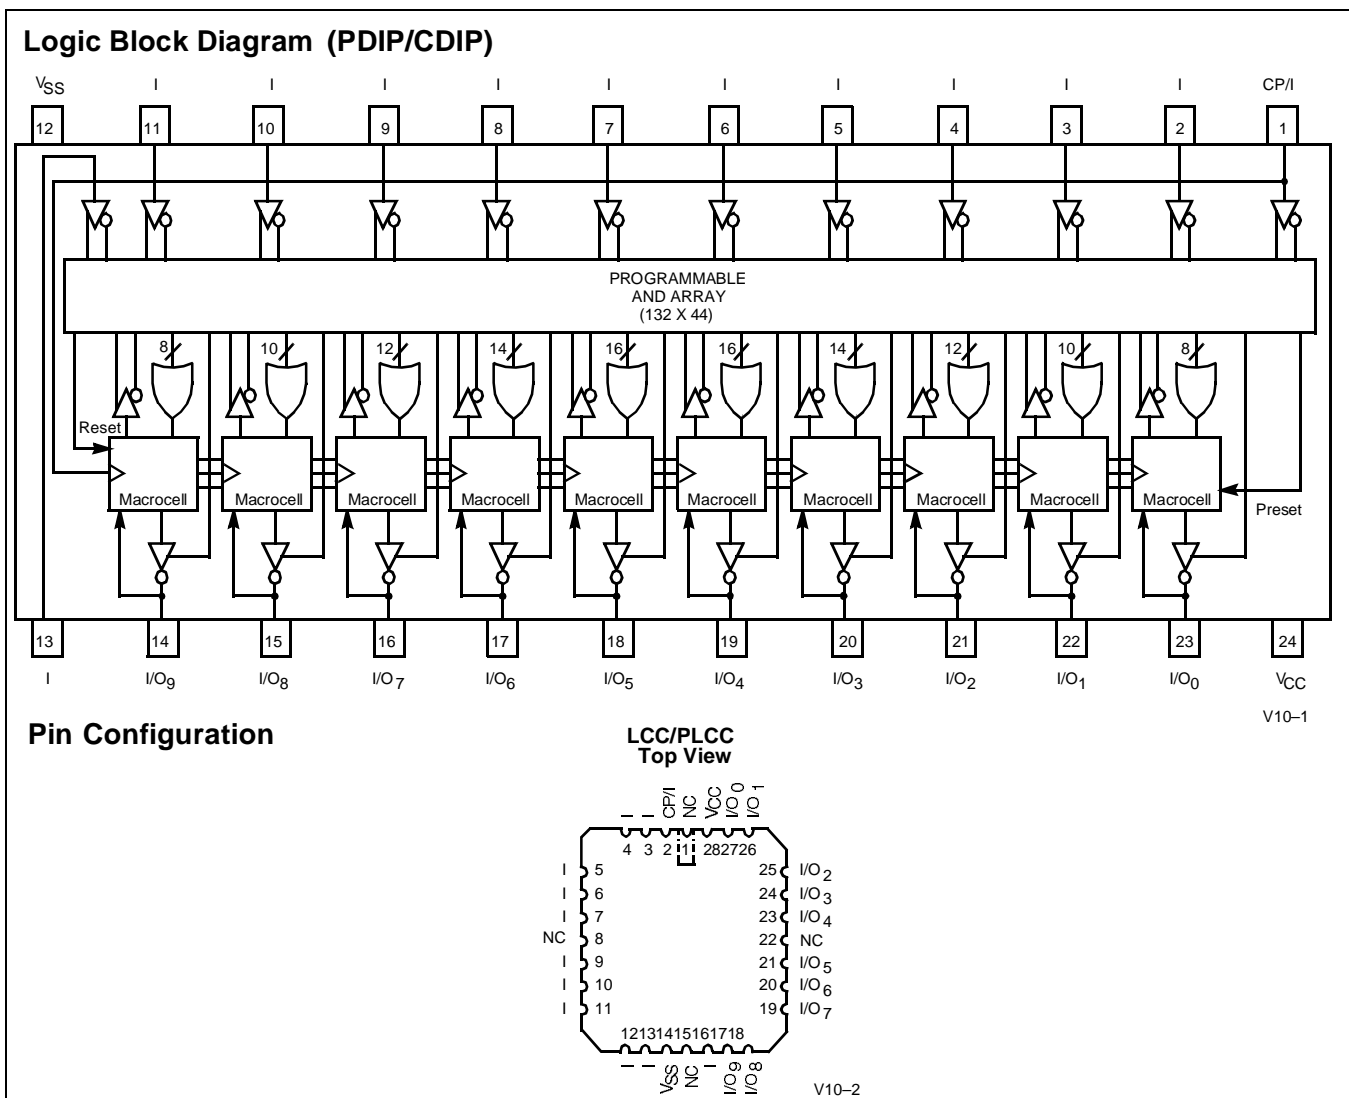 Logic Block Diagram (PDIP/CDIP)
VSS I I I I I I I I I I CP/I
12 11 10 9 8 7 6 5 4 3 2 1
PROGRAMMABLE
AND ARRAY
(132 X 44)
8 10 12 14 16 16 14 12 10 8
Reset
Macrocell Macrocell Macrocell Macrocell Macrocell Macrocell Macrocell Macrocell Macrocell Macrocell
Preset
13 14 15 16 17 18 19 20 21 22 23 24
I I/O9 I/O8 I/O7 I/O6 I/O5 I/O4 I/O3 I/O2 I/O1 I/O0 VCC
V10–1
Pin Configuration
LCC/PLCC
Top View
I I CP/I NC VCC I/O0 I/O1
4 3 2 1 28 27 26
I 5 25 I/O2
I 6 24 I/O3
I 7 23 I/O4
NC 8 22 NC
I 9 21 I/O5
I 10 20 I/O6
I 11 19 I/O7
12 13 14 15 16 17 18
I I VSS NC I I/O9 I/O8
V10–2